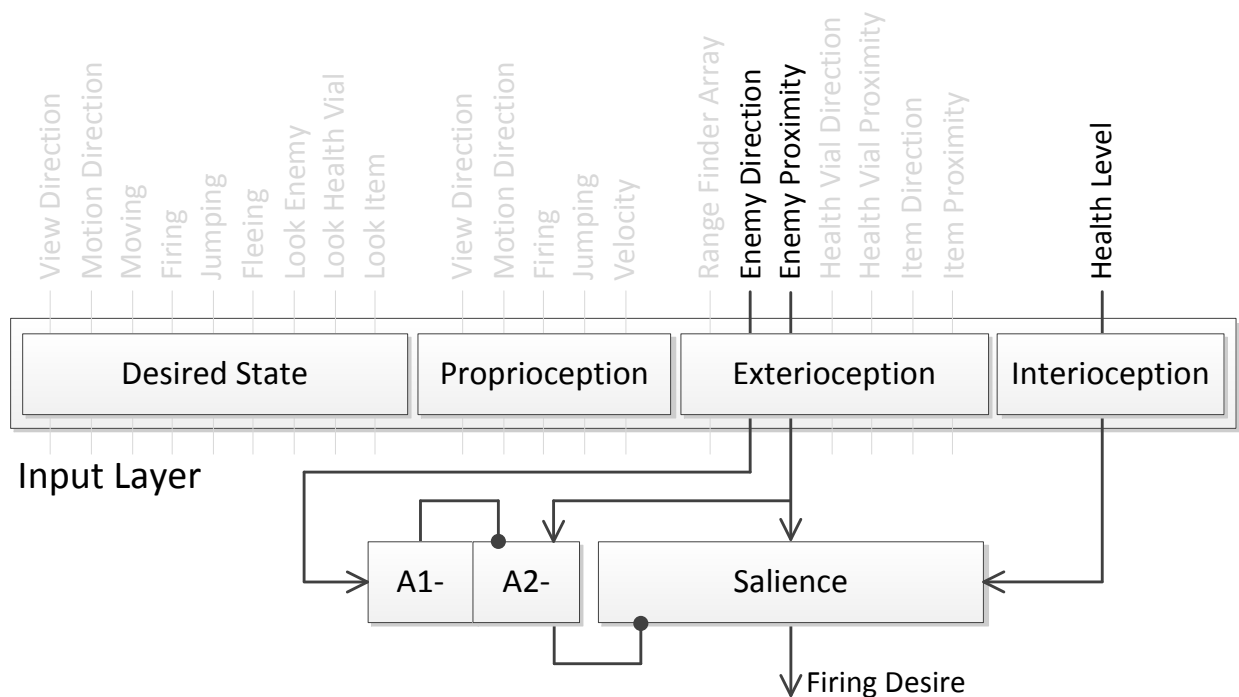 View Direction
Motion Direction
Moving
Firing
Jumping
Fleeing
Look Enemy
Look Health Vial
Look Item
View Direction
Motion Direction
Firing
Jumping
Velocity
Range Finder Array
Enemy Direction
Enemy Proximity
Health Vial Direction
Health Vial Proximity
Item Direction
Item Proximity
Health Level
Desired State
Proprioception
Exterioception
Interioception
Input Layer
A1-
A2-
Salience
Firing Desire